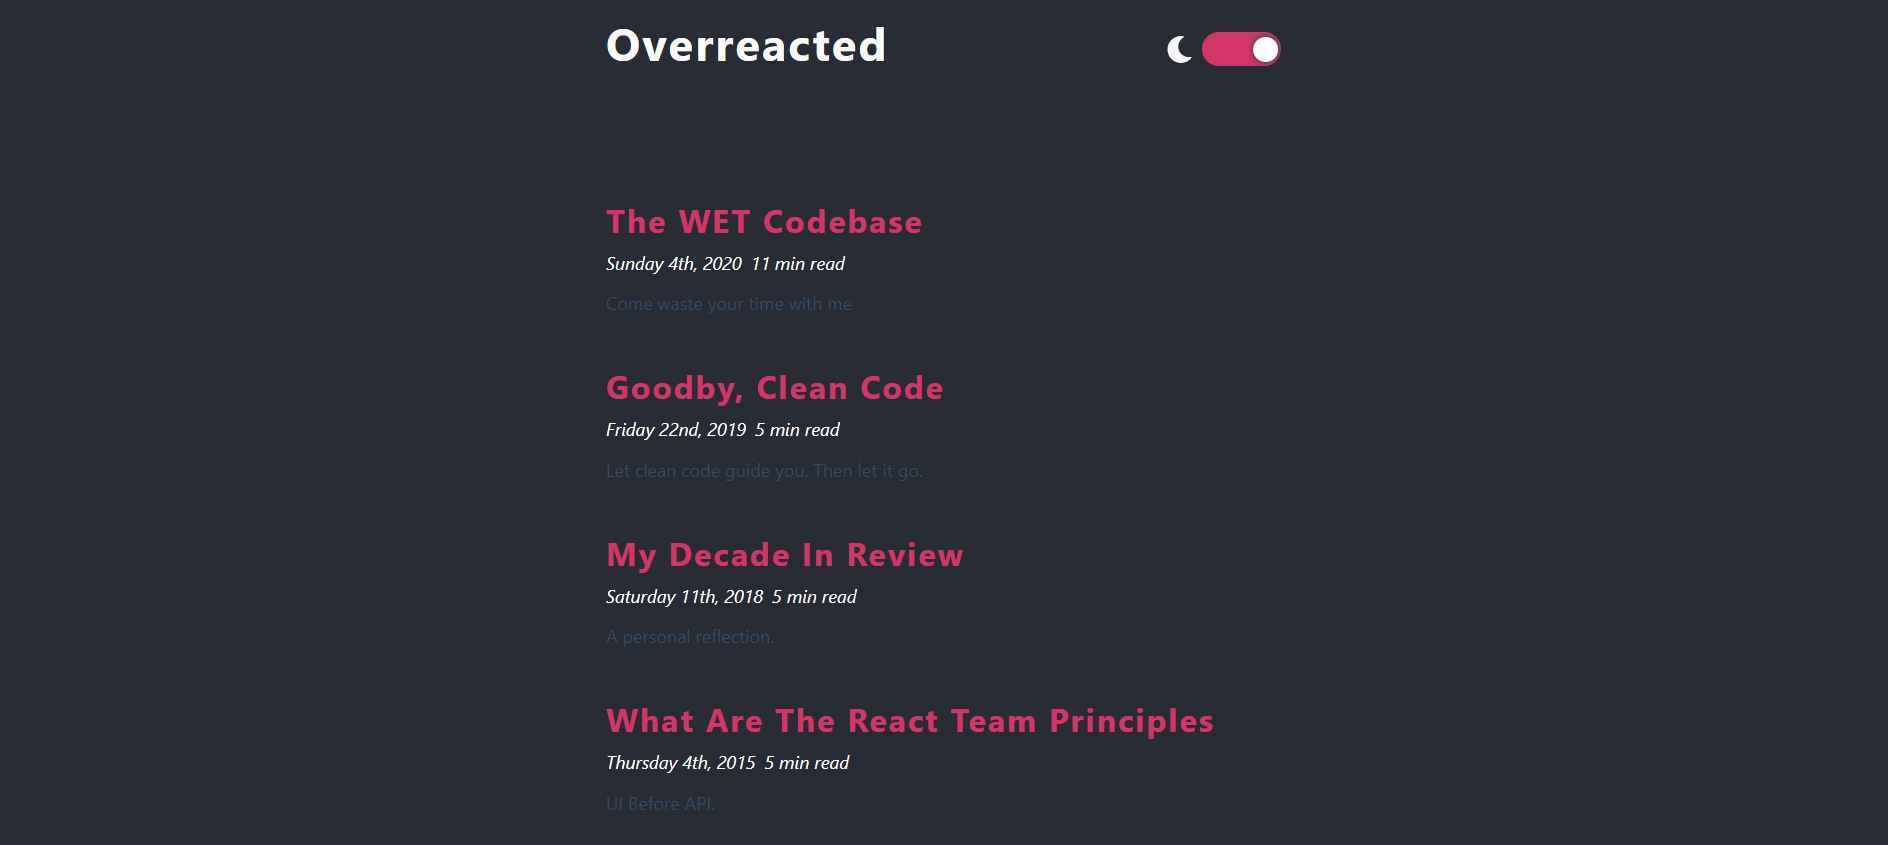 Overreacted
The WET Codebase
Sunday 4th, 2020 11 min read
Come waste your time with me
Goodby, Clean Code
Friday 22nd, 2019 5 min read
Let clean code guide you. Then let it go.
My Decade In Review
Saturday 11th, 2018 5 min read
A personal reflection.
What Are The React Team Principles
Thursday 4th, 2015 5 min read
UI Before API.